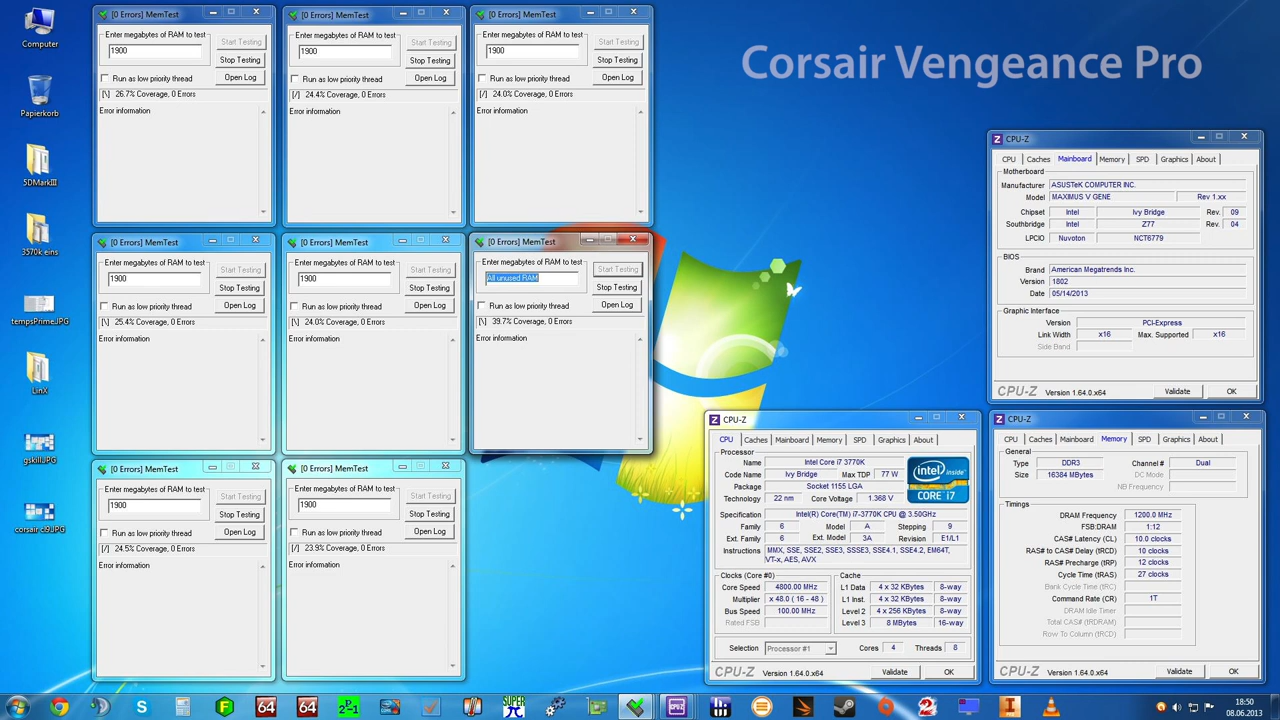 Corsair Vengeance Pro
Computer
Papierkorb
5DMarkIII
3570k eins
tempsPrimeJPG
LinX
gskillJPG
corsair c9JPG
[0 Errors] MemTest
Enter megabytes of RAM to test
1900
Start Testing
Stop Testing
Run as low priority thread
Open Log
[\] 26.7% Coverage, 0 Errors
Error information
[0 Errors] MemTest
Enter megabytes of RAM to test
1900
Start Testing
Stop Testing
Run as low priority thread
Open Log
[/] 24.4% Coverage, 0 Errors
Error information
[0 Errors] MemTest
Enter megabytes of RAM to test
1900
Start Testing
Stop Testing
Run as low priority thread
Open Log
[/] 24.0% Coverage, 0 Errors
Error information
[0 Errors] MemTest
Enter megabytes of RAM to test
1900
Start Testing
Stop Testing
Run as low priority thread
Open Log
[\] 25.4% Coverage, 0 Errors
Error information
[0 Errors] MemTest
Enter megabytes of RAM to test
1900
Start Testing
Stop Testing
Run as low priority thread
Open Log
[\] 24.0% Coverage, 0 Errors
Error information
[0 Errors] MemTest
Enter megabytes of RAM to test
All unused RAM
Start Testing
Stop Testing
Run as low priority thread
Open Log
[\] 39.7% Coverage, 0 Errors
Error information
[0 Errors] MemTest
Enter megabytes of RAM to test
1900
Start Testing
Stop Testing
Run as low priority thread
Open Log
[/] 24.5% Coverage, 0 Errors
Error information
[0 Errors] MemTest
Enter megabytes of RAM to test
1900
Start Testing
Stop Testing
Run as low priority thread
Open Log
[/] 23.9% Coverage, 0 Errors
Error information
CPU-Z
CPU Caches Mainboard Memory SPD Graphics About
Motherboard
Manufacturer ASUSTeK COMPUTER INC.
Model MAXIMUS V GENE Rev 1.xx
Chipset Intel Ivy Bridge Rev. 09
Southbridge Intel Z77 Rev. 04
LPCIO Nuvoton NCT6779
BIOS
Brand American Megatrends Inc.
Version 1802
Date 05/14/2013
Graphic Interface
Version PCI-Express
Link Width x16 Max. Supported x16
Side Band
CPU-Z Version 1.64.0.x64 Validate OK
CPU-Z
CPU Caches Mainboard Memory SPD Graphics About
Processor
Name Intel Core i7 3770K
Code Name Ivy Bridge Max TDP 77 W
Package Socket 1155 LGA
Technology 22 nm Core Voltage 1.368 V
intel inside
CORE i7
Specification Intel(R) Core(TM) i7-3770K CPU @ 3.50GHz
Family 6 Model A Stepping 9
Ext. Family 6 Ext. Model 3A Revision E1/L1
Instructions MMX, SSE, SSE2, SSE3, SSSE3, SSE4.1, SSE4.2, EM64T,
VT-x, AES, AVX
Clocks (Core #0)
Core Speed 4800.00 MHz
Multiplier x 48.0 ( 16 - 48 )
Bus Speed 100.00 MHz
Rated FSB
Cache
L1 Data 4 x 32 KBytes 8-way
L1 Inst. 4 x 32 KBytes 8-way
Level 2 4 x 256 KBytes 8-way
Level 3 8 MBytes 16-way
Selection Processor #1 Cores 4 Threads 8
CPU-Z Version 1.64.0.x64 Validate OK
CPU-Z
CPU Caches Mainboard Memory SPD Graphics About
General
Type DDR3 Channel # Dual
Size 16384 MBytes DC Mode
NB Frequency
Timings
DRAM Frequency 1200.0 MHz
FSB:DRAM 1:12
CAS# Latency (CL) 10.0 clocks
RAS# to CAS# Delay (tRCD) 10 clocks
RAS# Precharge (tRP) 12 clocks
Cycle Time (tRAS) 27 clocks
Bank Cycle Time (tRC)
Command Rate (CR) 1T
DRAM Idle Timer
Total CAS# (tRDRAM)
Row To Column (tRCD)
CPU-Z Version 1.64.0.x64 Validate OK
64
64
SUPER
CPU-Z
18:50
08.06.2013